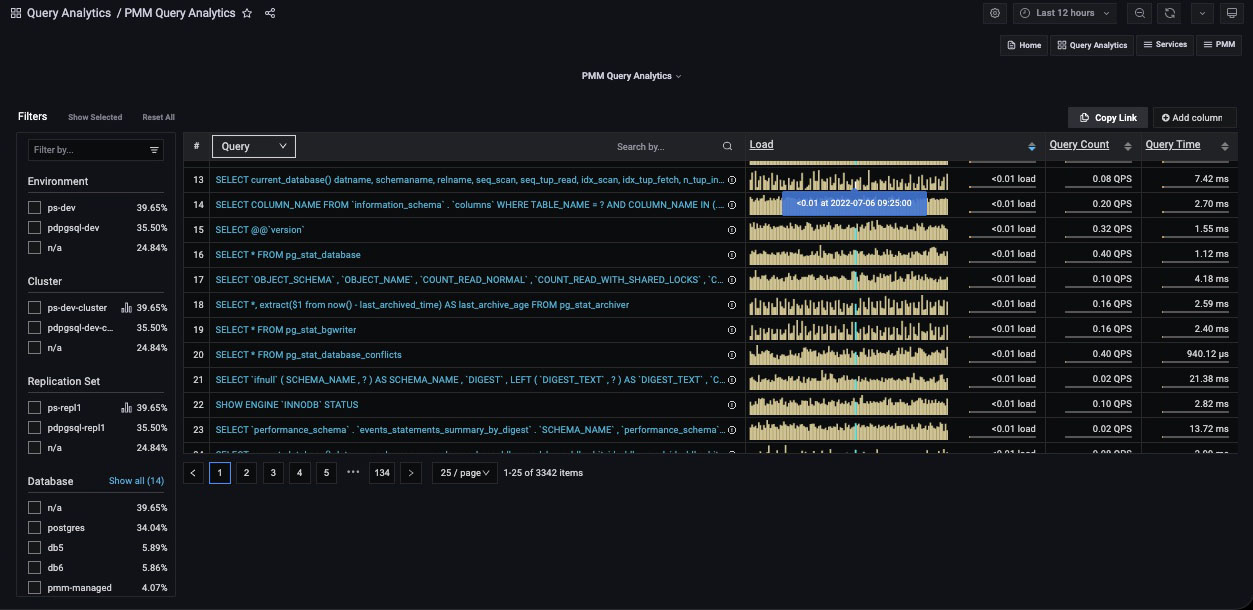 Query Analytics / PMM Query Analytics
Last 12 hours
Home Query Analytics Services PMM
PMM Query Analytics
Filters Show Selected Reset All
Copy Link Add column
Filter by...
# Query Search by... Load Query Count Query Time
13 SELECT current_database() datname, schemaname, relname, seq_scan, seq_tup_read, idx_scan, idx_tup_fetch, n_tup_in... <0.01 load 0.08 QPS 7.42 ms
14 SELECT COLUMN_NAME FROM `information_schema` . `columns` WHERE TABLE_NAME = ? AND COLUMN_NAME IN (... <0.01 at 2022-07-06 09:25:00 <0.01 load 0.20 QPS 2.70 ms
15 SELECT @@`version` <0.01 load 0.32 QPS 1.55 ms
16 SELECT * FROM pg_stat_database <0.01 load 0.40 QPS 1.12 ms
17 SELECT `OBJECT_SCHEMA` , `OBJECT_NAME` , `COUNT_READ_NORMAL` , `COUNT_READ_WITH_SHARED_LOCKS` , `C... <0.01 load 0.10 QPS 4.18 ms
18 SELECT *, extract($1 from now() - last_archived_time) AS last_archive_age FROM pg_stat_archiver <0.01 load 0.16 QPS 2.59 ms
19 SELECT * FROM pg_stat_bgwriter <0.01 load 0.16 QPS 2.40 ms
20 SELECT * FROM pg_stat_database_conflicts <0.01 load 0.40 QPS 940.12 µs
21 SELECT `ifnull` ( SCHEMA_NAME , ? ) AS SCHEMA_NAME , `DIGEST` , LEFT ( `DIGEST_TEXT` , ? ) AS `DIGEST_TEXT` , `C... <0.01 load 0.02 QPS 21.38 ms
22 SHOW ENGINE `INNODB` STATUS <0.01 load 0.10 QPS 2.82 ms
23 SELECT `performance_schema` . `events_statements_summary_by_digest` . `SCHEMA_NAME` , `performance_schema`... <0.01 load 0.02 QPS 13.72 ms
Environment
ps-dev 39.65%
pdpgsql-dev 35.50%
n/a 24.84%
Cluster
ps-dev-cluster 39.65%
pdpgsql-dev-c... 35.50%
n/a 24.84%
Replication Set
ps-repl1 39.65%
pdpgsql-repl1 35.50%
n/a 24.84%
Database Show all (14)
n/a 39.65%
postgres 34.04%
db5 5.89%
db6 5.86%
pmm-managed 4.07%
1 2 3 4 5 ••• 134 25 / page 1-25 of 3342 items